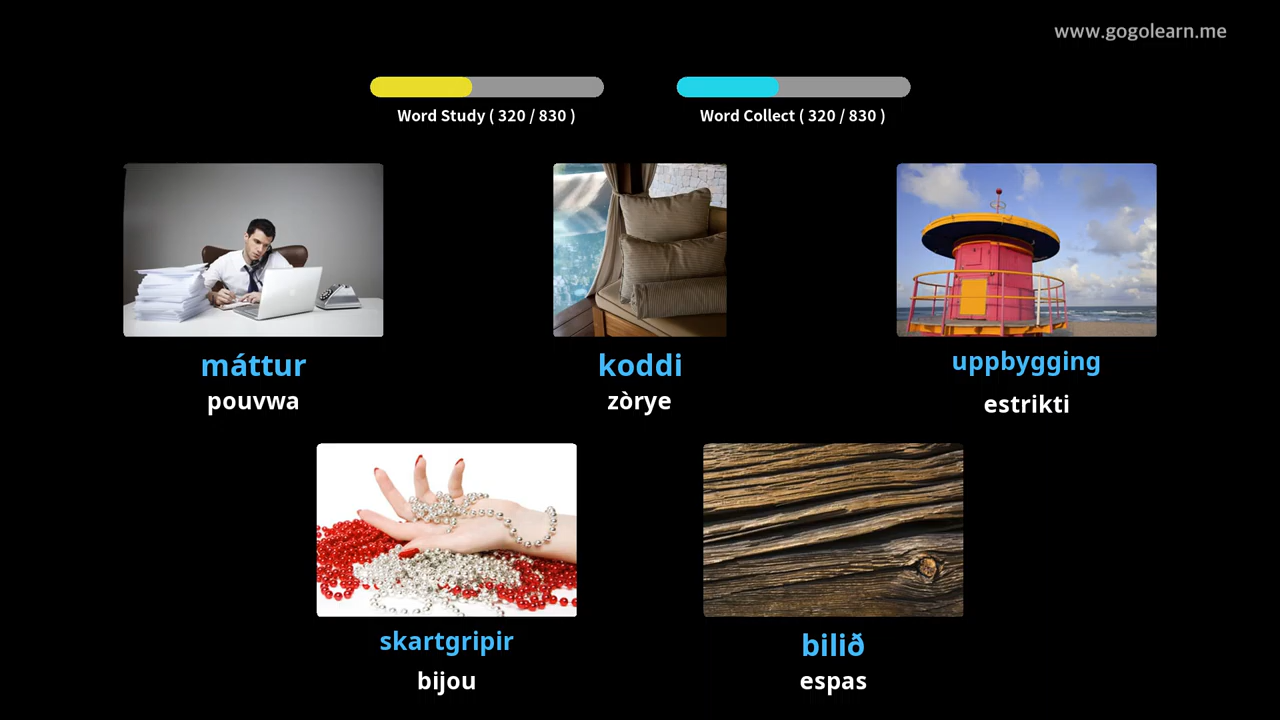 www.gogolearn.me
Word Study ( 320 / 830 )
Word Collect ( 320 / 830 )
máttur
pouvwa
koddi
zòrye
uppbygging
estrikti
skartgripir
bijou
bilið
espas